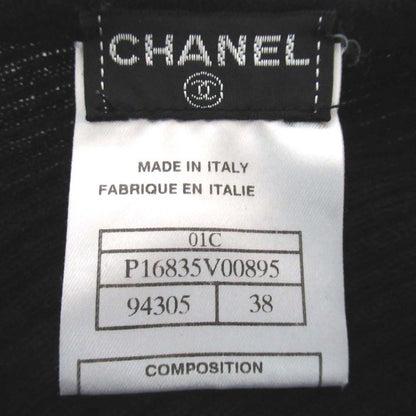 CHANEL
MADE IN ITALY
FABRIQUE EN ITALIE
01C
P16835V00895
94305 38
COMPOSITION